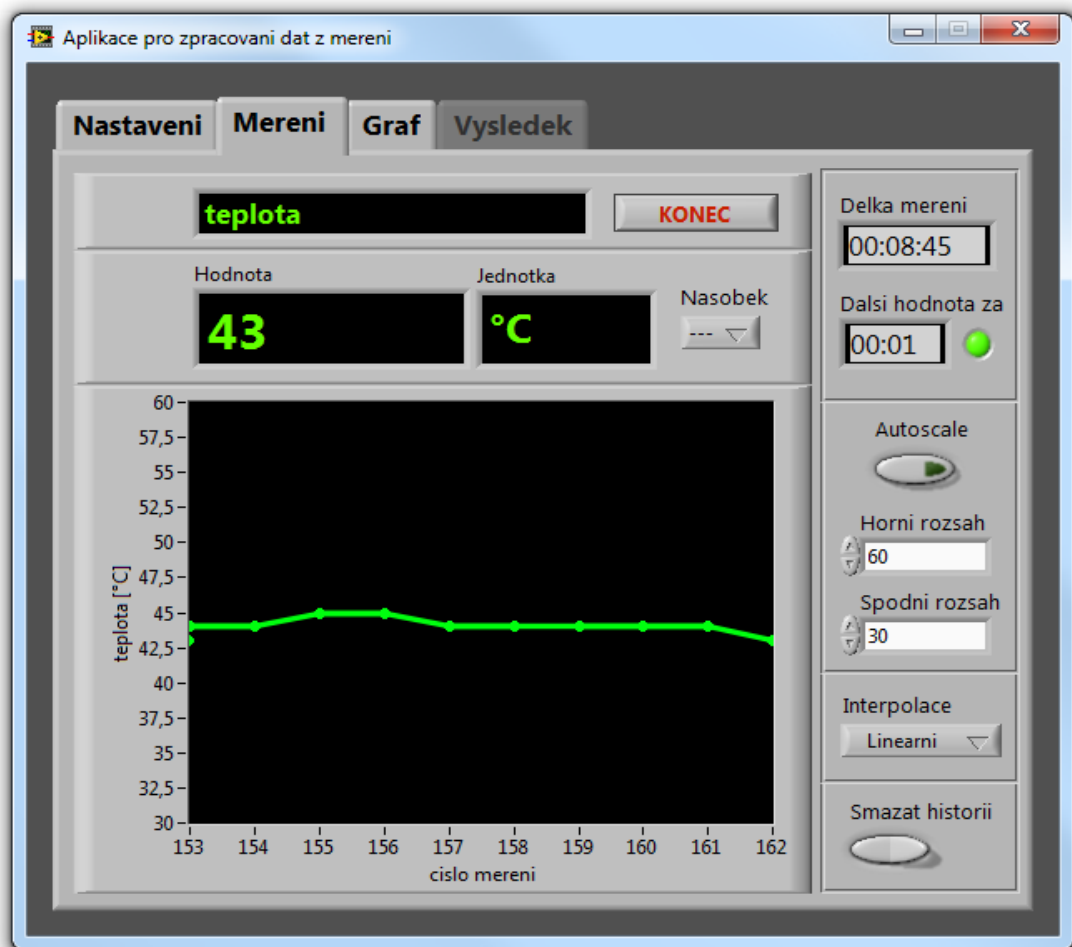 Aplikace pro zpracovani dat z mereni
Nastaveni Mereni Graf Vysledek
teplota
KONEC
Hodnota
43
Jednotka
°C
Nasobek
---
teplota [°C]
60
57,5
55
52,5
50
47,5
45
42,5
40
37,5
35
32,5
30
153 154 155 156 157 158 159 160 161 162
cislo mereni
Delka mereni
00:08:45
Dalsi hodnota za
00:01
Autoscale
Horni rozsah
60
Spodni rozsah
30
Interpolace
Linearni
Smazat historii